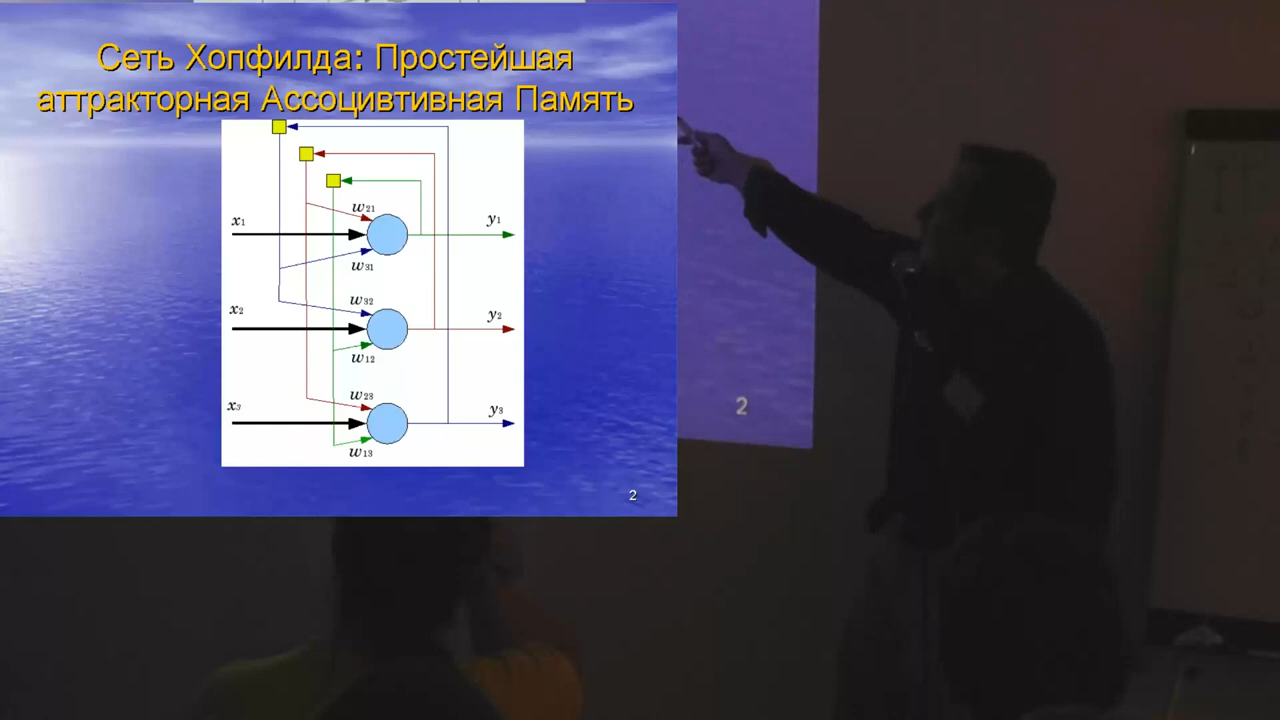 Сеть Хопфилда: Простейшая
аттракторная Ассоцивтивная Память
w21
x1
y1
w31
w32
x2
y2
w12
w23
x3
y3
w13
2
2